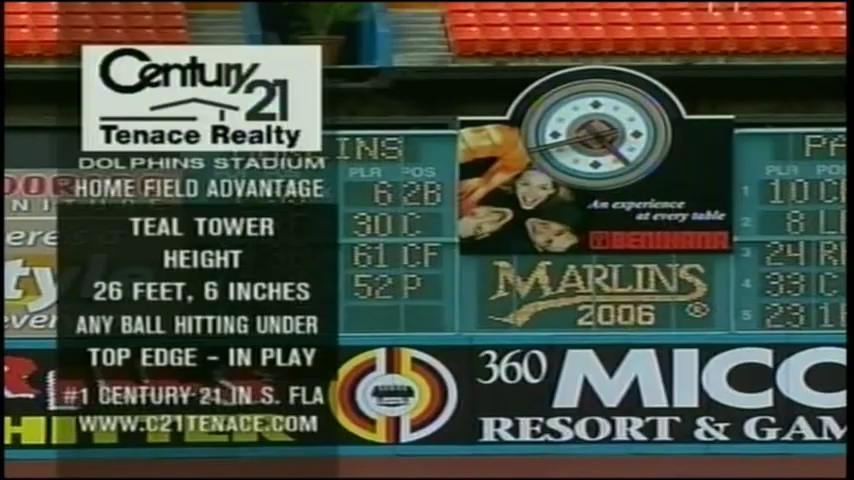 Century 21
Tenace Realty
DOLPHINS STADIUM
HOME FIELD ADVANTAGE
TEAL TOWER
HEIGHT
26 FEET, 6 INCHES
ANY BALL HITTING UNDER
TOP EDGE - IN PLAY
#1 CENTURY 21 IN S. FLA
WWW.C21TENACE.COM
INS
PLR POS
6 2B
30 C
61 CF
52 P
An experience
at every table
BENIHANA
MARLINS
2006 ®
PA
PLR
1 10
2 8
3 24
4 33 C
5 23
360 MICC
RESORT & GAM